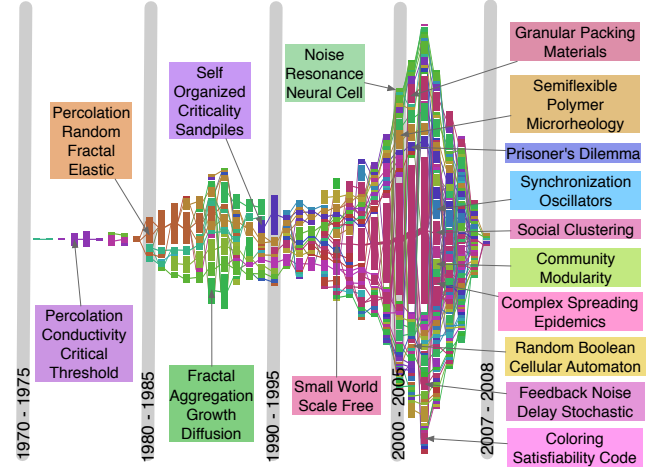 Granular Packing
Materials
Noise
Resonance
Neural Cell
Self
Organized
Criticality
Sandpiles
Semiflexible
Polymer
Microrheology
Percolation
Random
Fractal
Elastic
Prisoner's Dilemma
Synchronization
Oscillators
Social Clustering
Community
Modularity
Complex Spreading
Epidemics
Percolation
Conductivity
Critical
Threshold
Fractal
Aggregation
Growth
Diffusion
Small World
Scale Free
Random Boolean
Cellular Automaton
Feedback Noise
Delay Stochastic
Coloring
Satisfiability Code
1970 - 1975
1980 - 1985
1990 - 1995
2000 - 2005
2007 - 2008